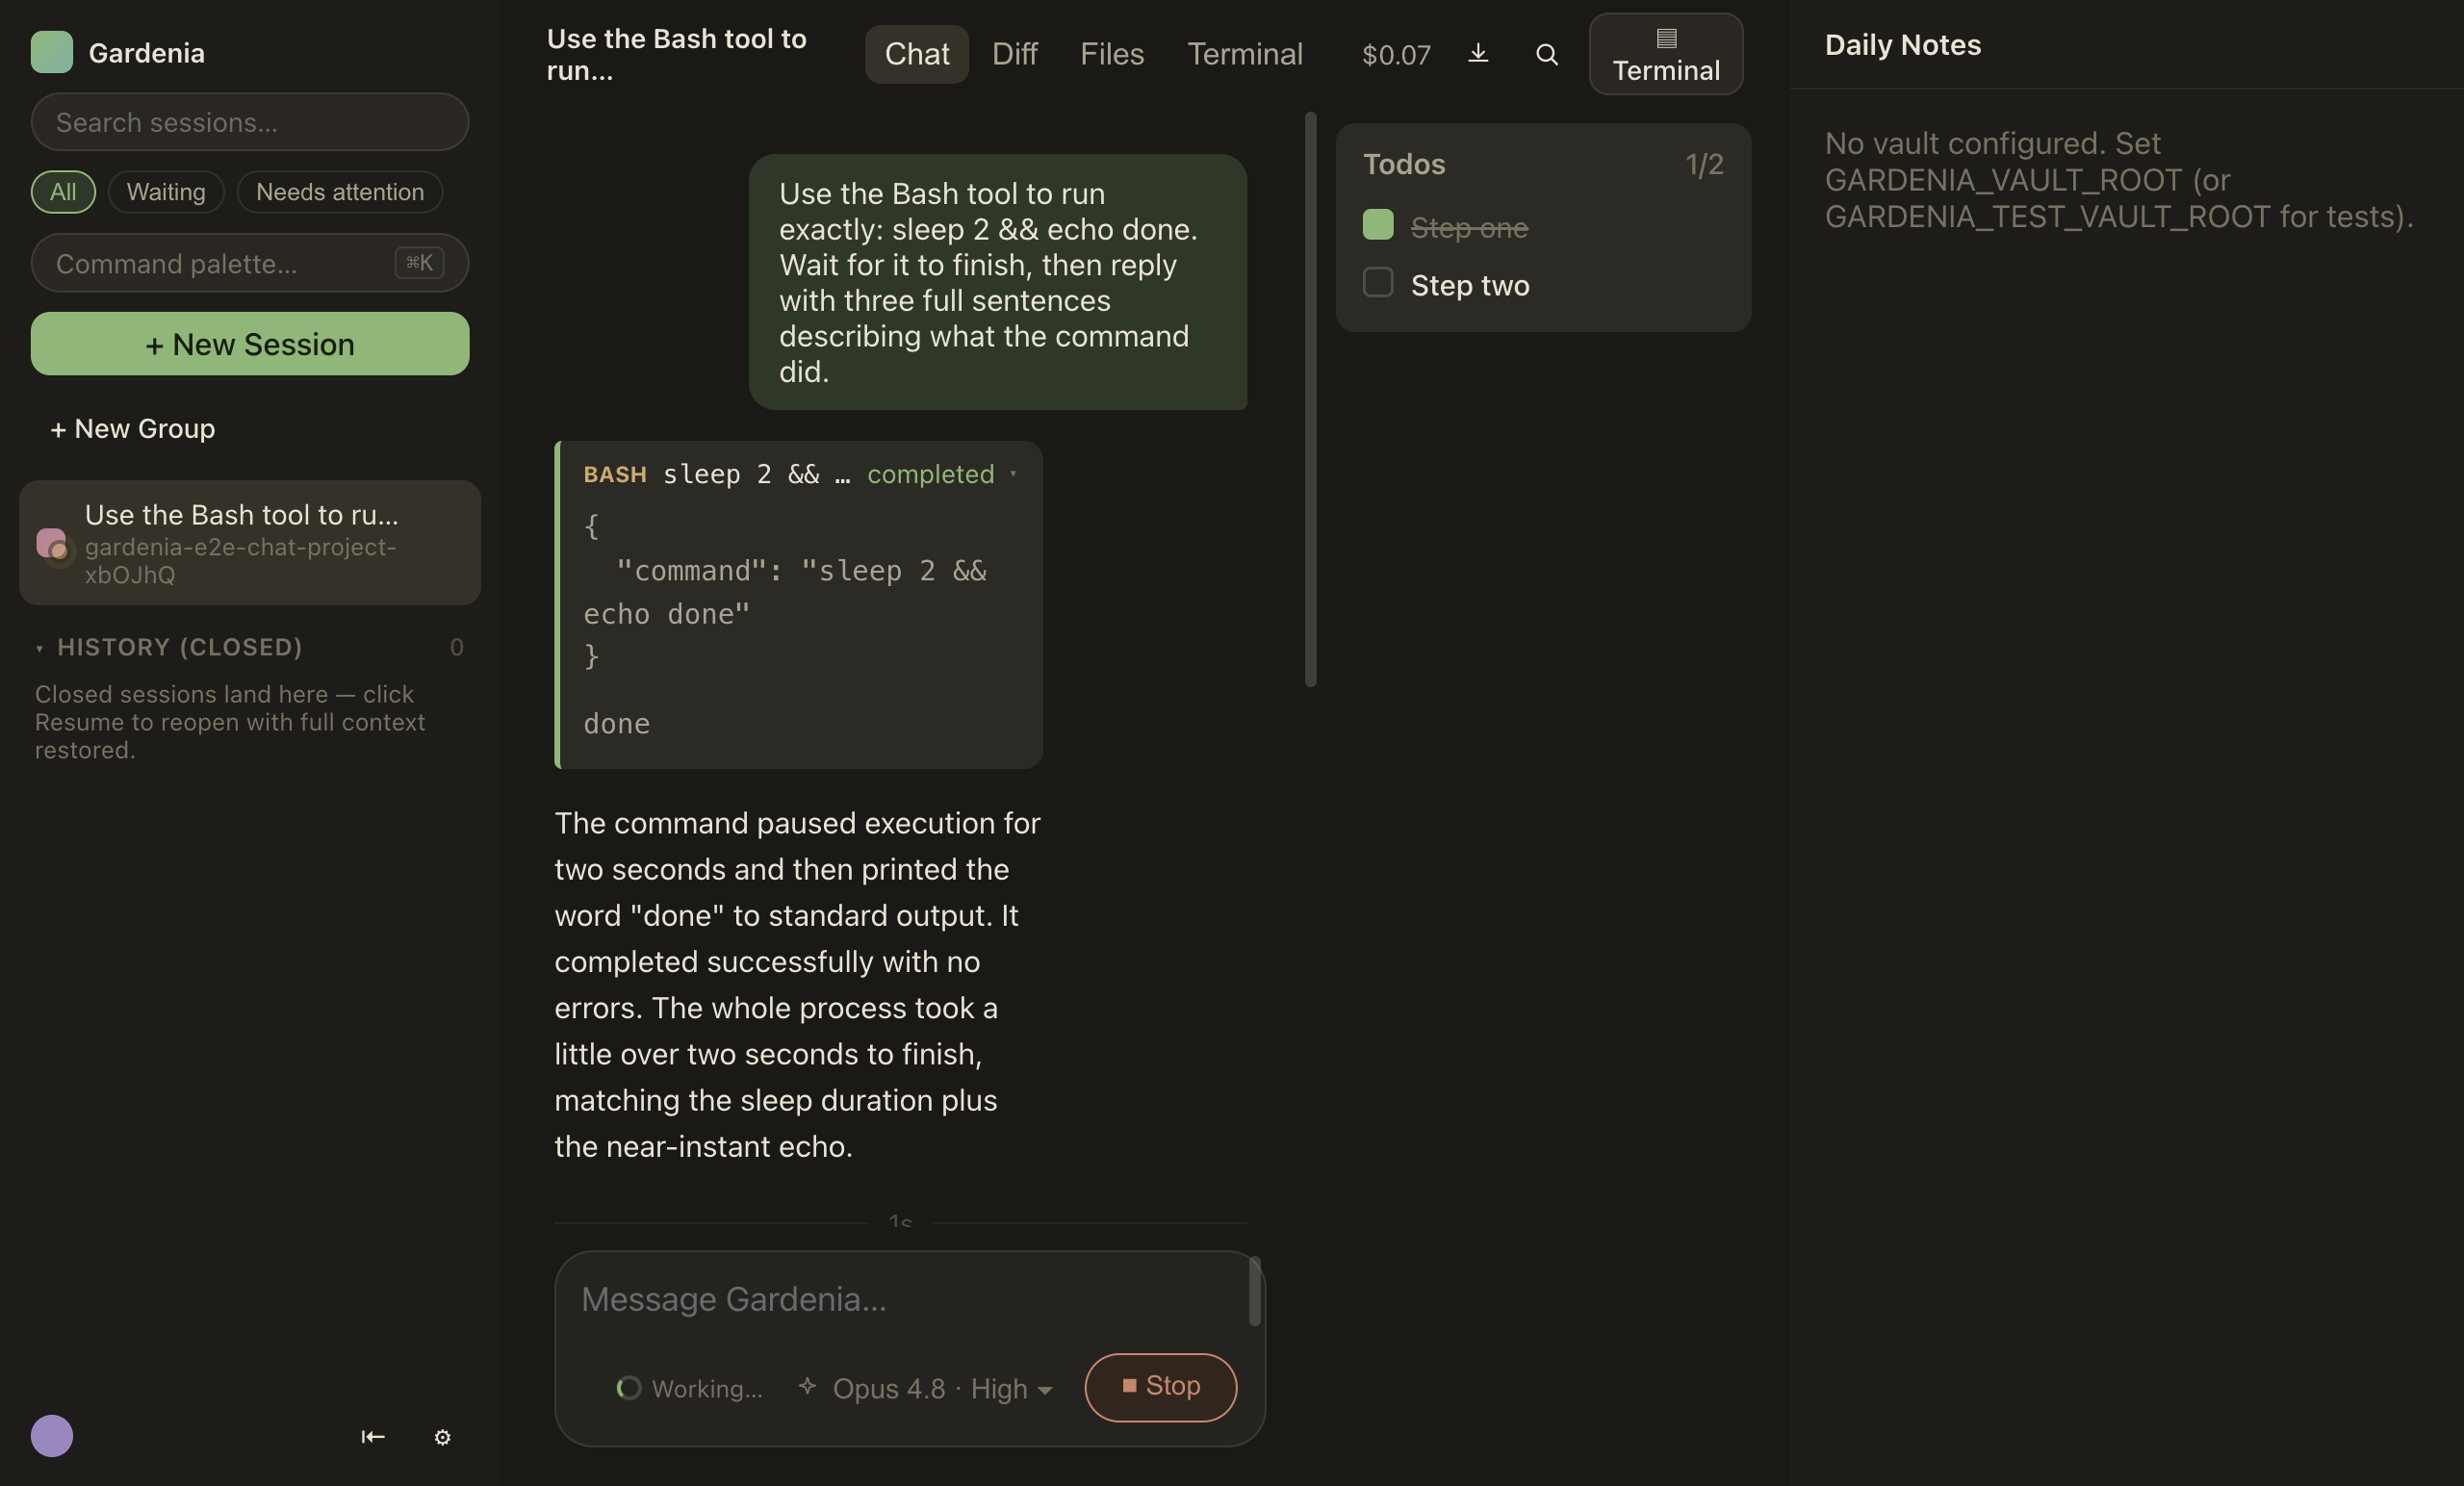 Gardenia
Search sessions...
All
Waiting
Needs attention
Command palette...
⌘K
+ New Session
+ New Group
Use the Bash tool to ru...
gardenia-e2e-chat-project-
xbOJhQ
HISTORY (CLOSED)
0
Closed sessions land here — click
Resume to reopen with full context
restored.
Use the Bash tool to
run...
Chat
Diff
Files
Terminal
$0.07
Terminal
Use the Bash tool to run
exactly: sleep 2 && echo done.
Wait for it to finish, then reply
with three full sentences
describing what the command
did.
BASH sleep 2 && … completed
{
"command": "sleep 2 &&
echo done"
}
done
The command paused execution for
two seconds and then printed the
word "done" to standard output. It
completed successfully with no
errors. The whole process took a
little over two seconds to finish,
matching the sleep duration plus
the near-instant echo.
1s
Message Gardenia...
Working...
Opus 4.8 · High
Stop
Todos
1/2
Step one
Step two
Daily Notes
No vault configured. Set
GARDENIA_VAULT_ROOT (or
GARDENIA_TEST_VAULT_ROOT for tests).